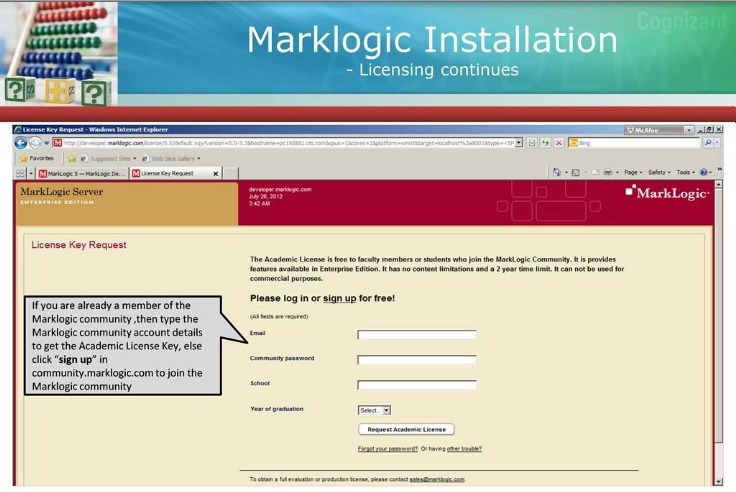 Cognizant
Marklogic Installation
- Licensing continues
License Key Request - Windows Internet Explorer
McAfee
Bing
Favorites
Suggested Sites
Web Slice Gallery
MarkLogic 5 — MarkLogic De...
License Key Request
Page
Safety
Tools
MarkLogic Server
ENTERPRISE EDITION
developer.marklogic.com
July 26, 2012
3:42 AM
MarkLogic
License Key Request
The Academic License is free to faculty members or students who join the MarkLogic Community. It is provides
features available in Enterprise Edition. It has no content limitations and a 2 year time limit. It can not be used for
commercial purposes.
Please log in or sign up for free!
(All fields are required)
If you are already a member of the
Marklogic community ,then type the
Marklogic community account details
to get the Academic License Key, else
click “sign up” in
community.marklogic.com to join the
Marklogic community
Email
Community password
School
Year of graduation
Select...
Request Academic License
Forgot your password? Or having other trouble?
To obtain a full evaluation or production license, please contact sales@marklogic.com.